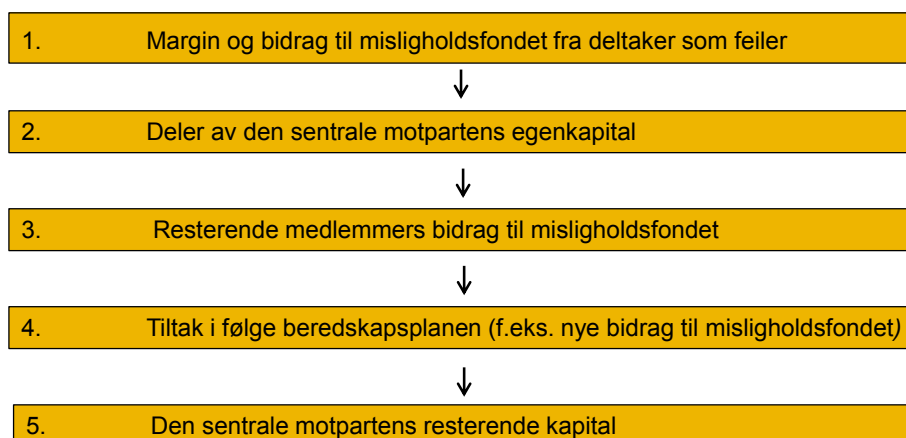 1. Margin og bidrag til misligholdsfondet fra deltaker som feiler
2. Deler av den sentrale motpartens egenkapital
3. Resterende medlemmers bidrag til misligholdsfondet
4. Tiltak i følge beredskapsplanen (f.eks. nye bidrag til misligholdsfondet)
5. Den sentrale motpartens resterende kapital